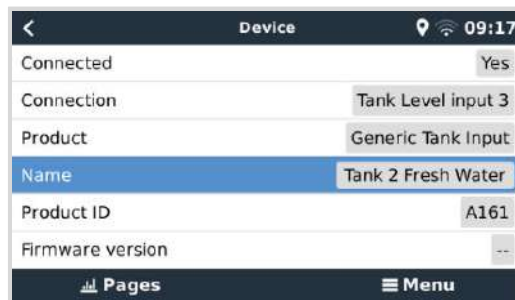 Device 09:17
Connected Yes
Connection Tank Level input 3
Product Generic Tank Input
Name Tank 2 Fresh Water
Product ID A161
Firmware version --
Pages Menu